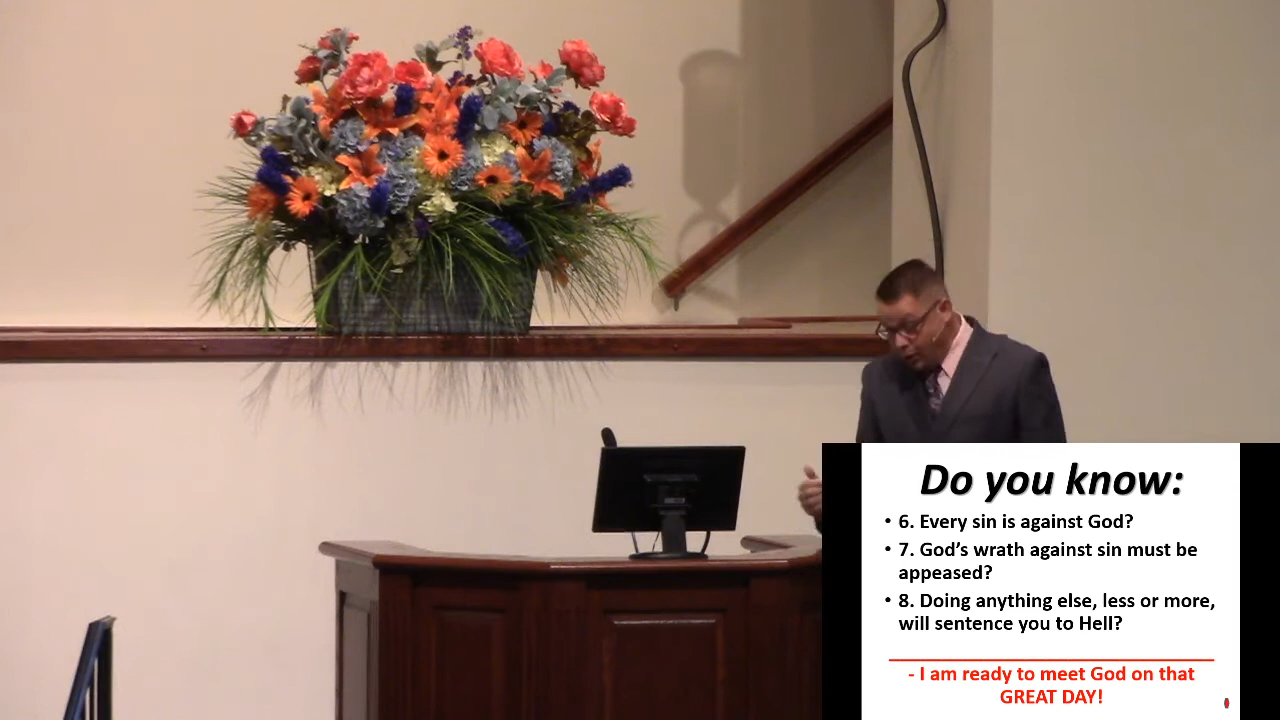 Do you know:
• 6. Every sin is against God?
• 7. God's wrath against sin must be
appeased?
• 8. Doing anything else, less or more,
will sentence you to Hell?
- I am ready to meet God on that
GREAT DAY!